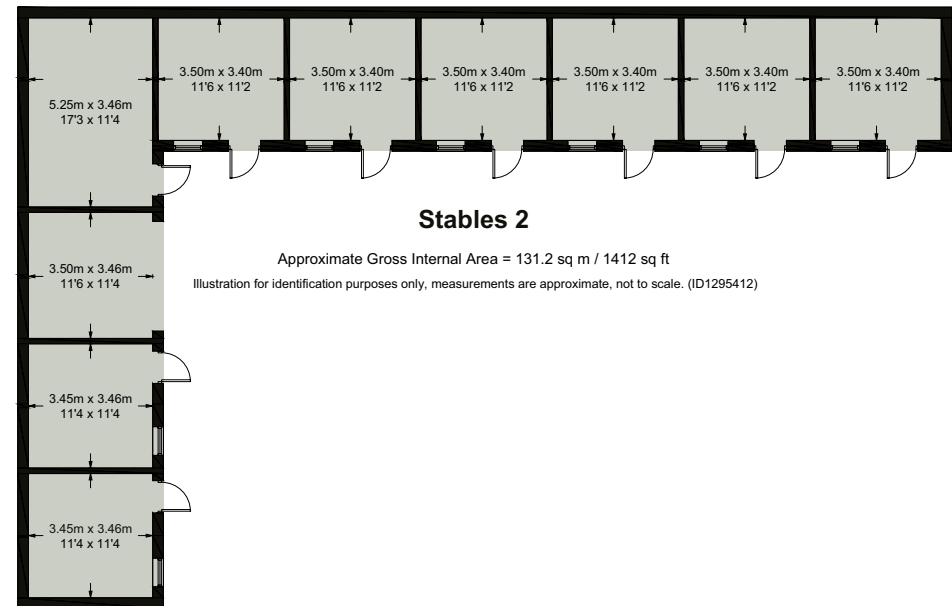 3.50m x 3.40m
11'6 x 11'2
3.50m x 3.40m
11'6 x 11'2
3.50m x 3.40m
11'6 x 11'2
3.50m x 3.40m
11'6 x 11'2
3.50m x 3.40m
11'6 x 11'2
3.50m x 3.40m
11'6 x 11'2
5.25m x 3.46m
17'3 x 11'4
Stables 2
Approximate Gross Internal Area = 131.2 sq m / 1412 sq ft
Illustration for identification purposes only, measurements are approximate, not to scale. (ID1295412)
3.50m x 3.46m
11'6 x 11'4
3.45m x 3.46m
11'4 x 11'4
3.45m x 3.46m
11'4 x 11'4